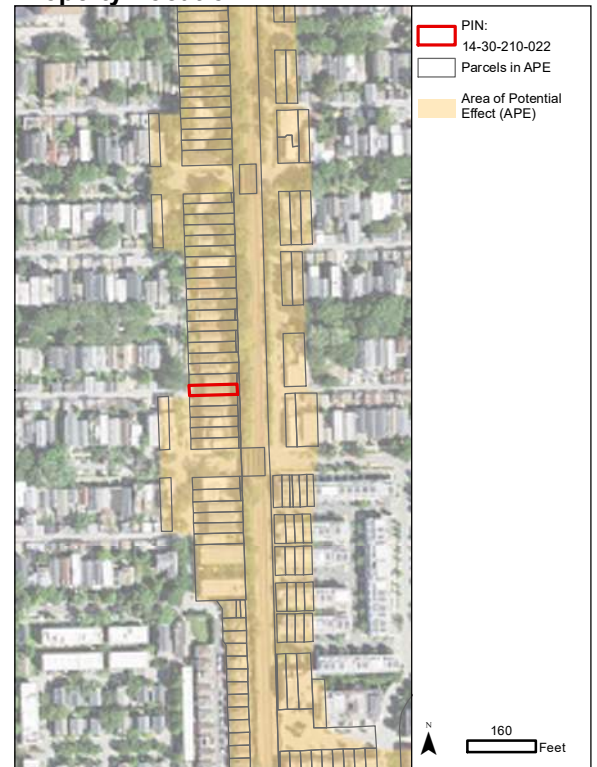 PIN:
14-30-210-022
Parcels in APE
Area of Potential
Effect (APE)
N
160
Feet